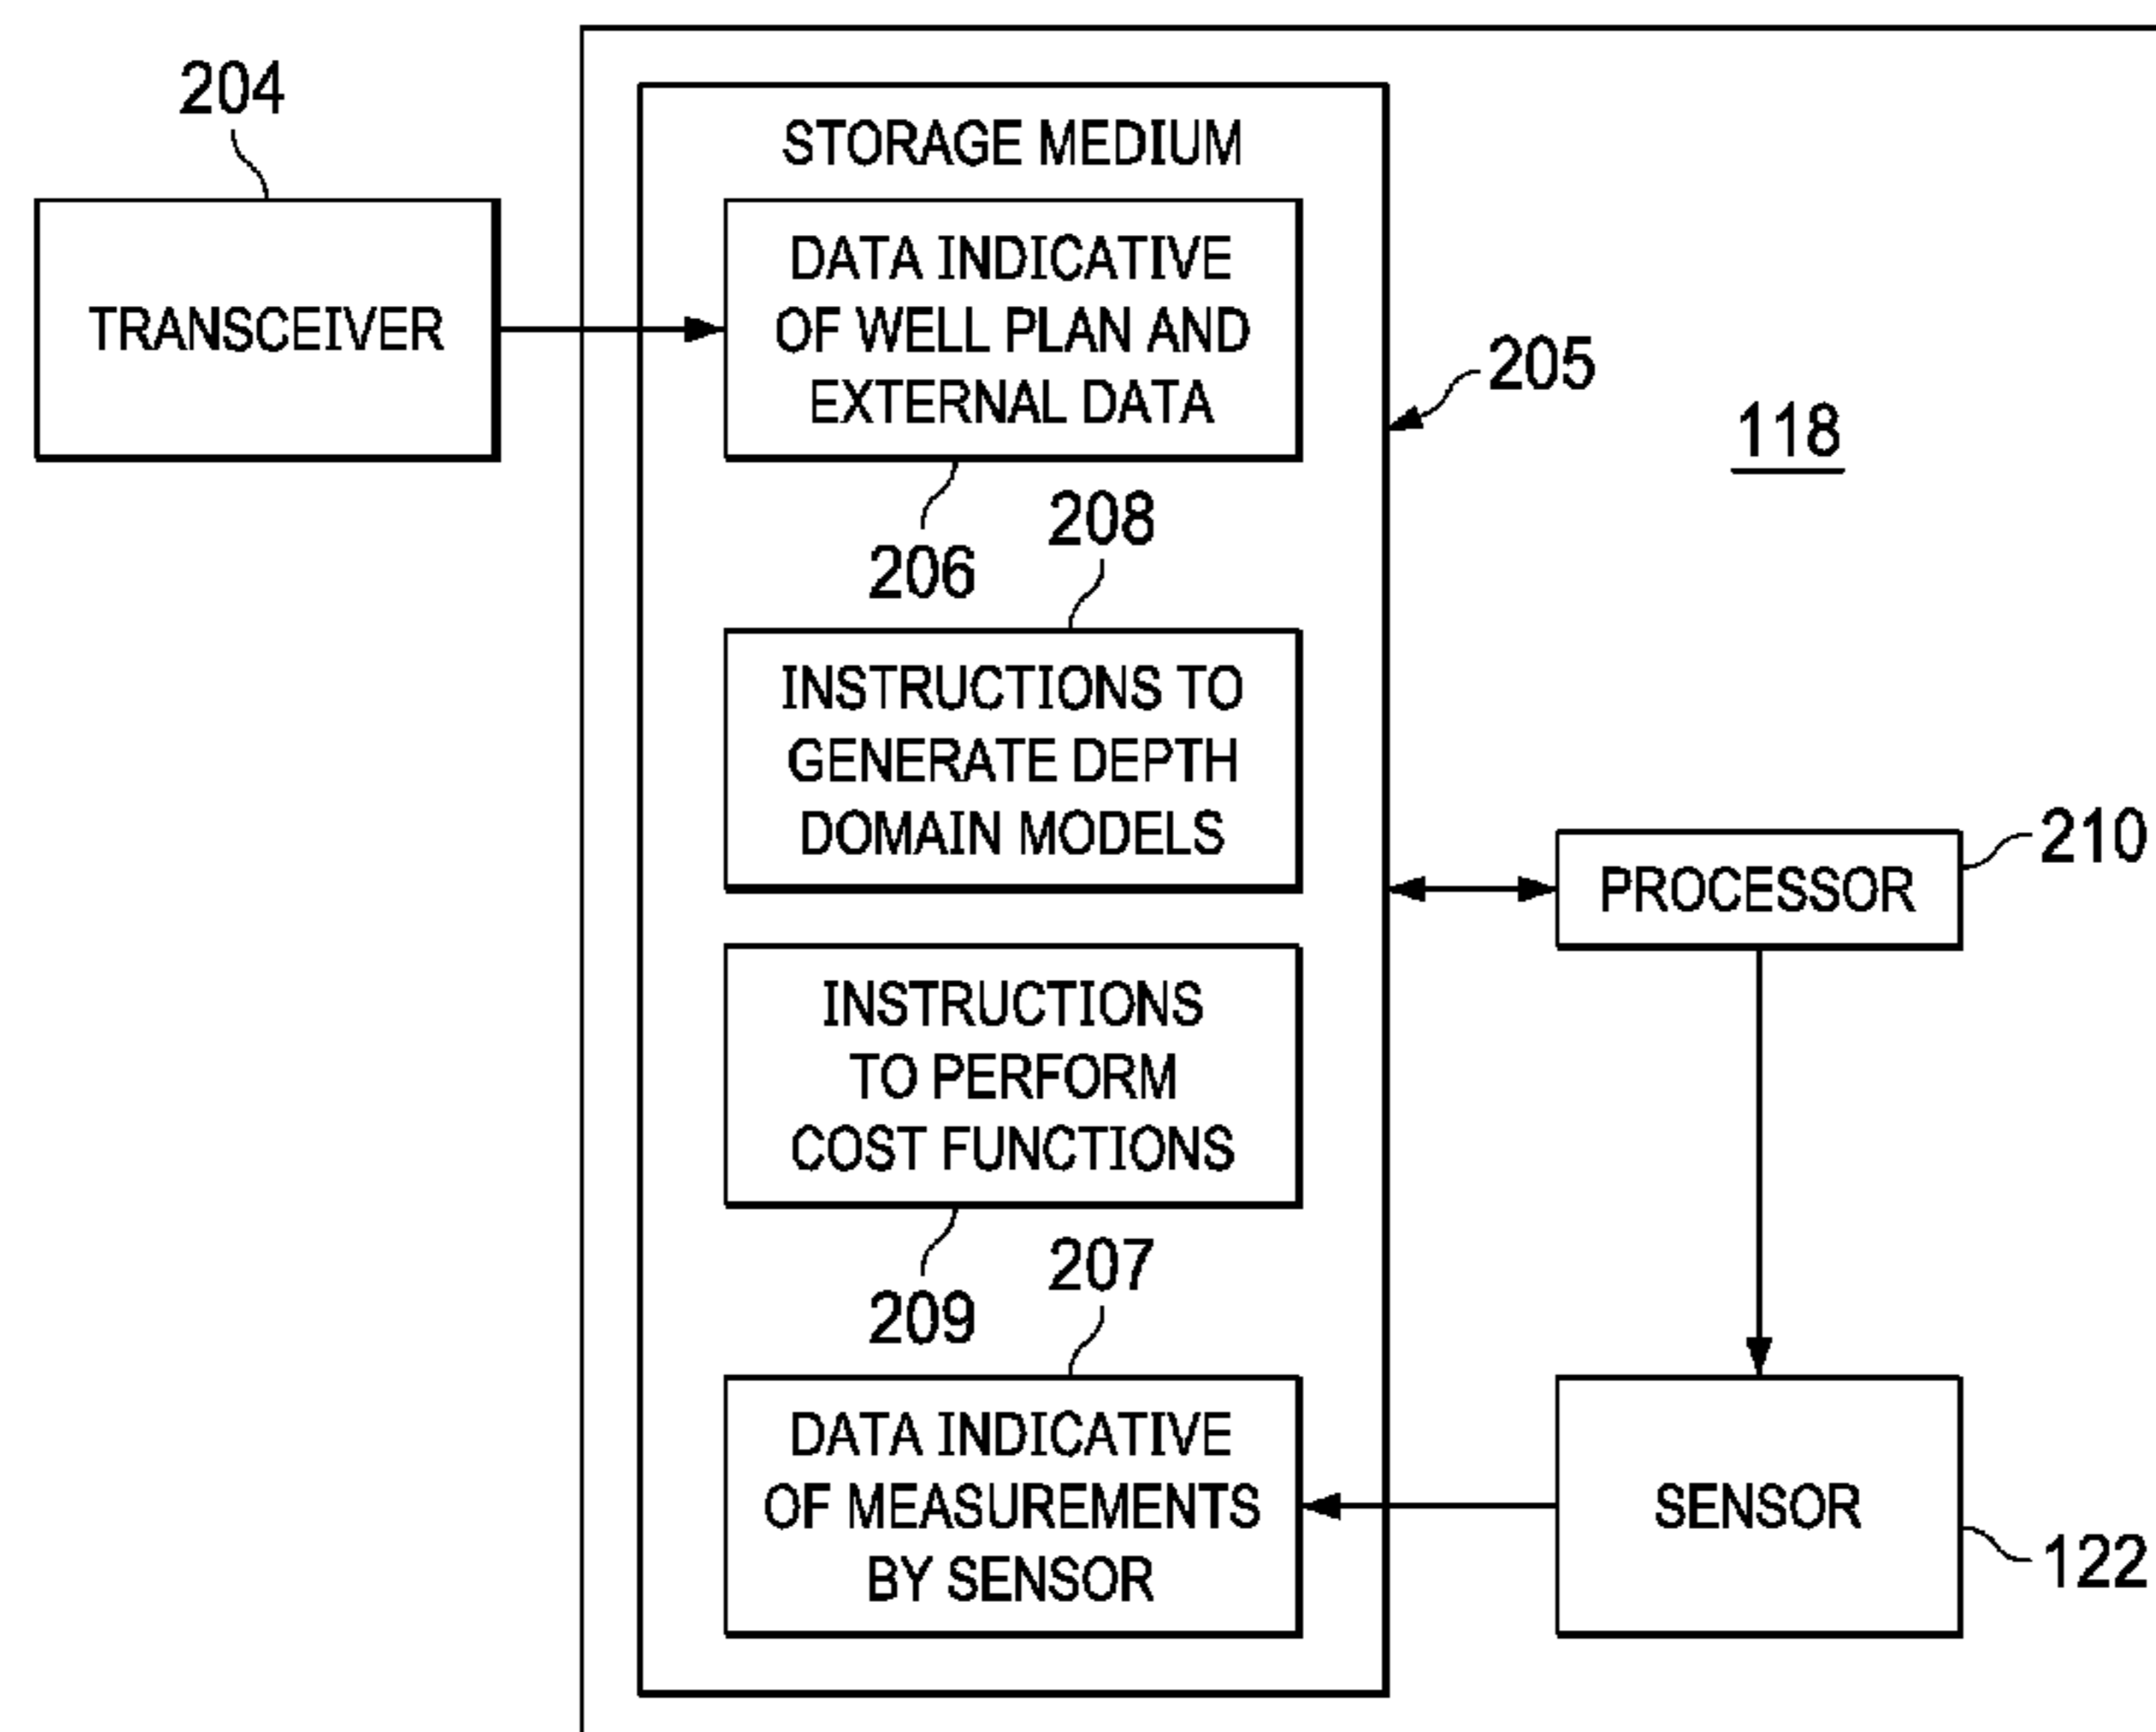 204
TRANSCEIVER
STORAGE MEDIUM
DATA INDICATIVE
OF WELL PLAN AND
EXTERNAL DATA
205
118
206
208
INSTRUCTIONS TO
GENERATE DEPTH
DOMAIN MODELS
PROCESSOR
210
INSTRUCTIONS
TO PERFORM
COST FUNCTIONS
209
207
DATA INDICATIVE
OF MEASUREMENTS
BY SENSOR
SENSOR
122